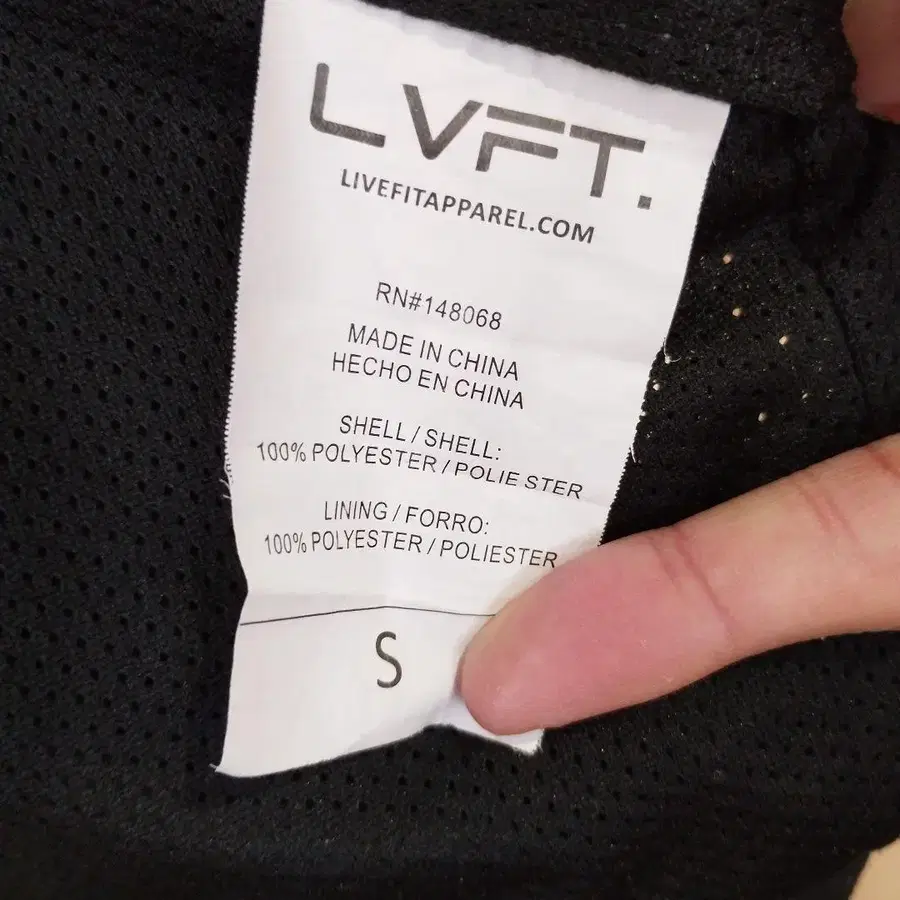 LVFT.
LIVEFITAPPAREL.COM
RN#148068
MADE IN CHINA
HECHO EN CHINA
SHELL / SHELL:
100% POLYESTER / POLIE STER
LINING / FORRO:
100% POLYESTER / POLIESTER
S